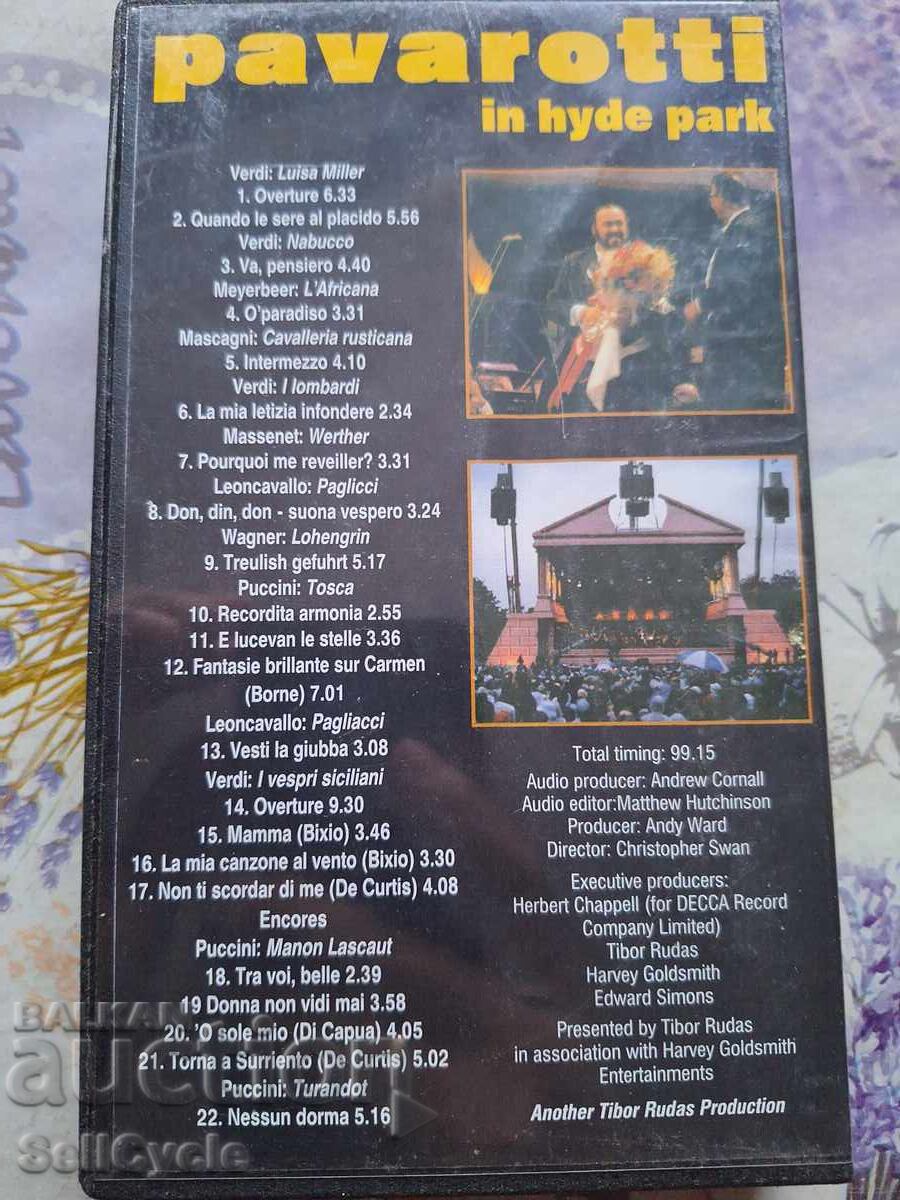 pavarotti
in hyde park
Verdi: Luisa Miller
1. Overture 6.33
2. Quando le sere al placido 5.56
Verdi: Nabucco
3. Va, pensiero 4.40
Meyerbeer: L'Africana
4. O'paradiso 3.31
Mascagni: Cavalleria rusticana
5. Intermezzo 4.10
Verdi: I lombardi
6. La mia letizia infondere 2.34
Massenet: Werther
7. Pourquoi me reveiller? 3.31
Leoncavallo: Paglicci
8. Don, din, don - suona vespero 3.24
Wagner: Lohengrin
9. Treulish gefuhrt 5.17
Puccini: Tosca
10. Recordita armonia 2.55
11. E lucevan le stelle 3.36
12. Fantasie brillante sur Carmen
(Borne) 7.01
Leoncavallo: Pagliacci
13. Vesti la giubba 3.08
Verdi: I vespri siciliani
14. Overture 9.30
15. Mamma (Bixio) 3.46
16. La mia canzone al vento (Bixio) 3.30
17. Non ti scordar di me (De Curtis) 4.08
Encores
Puccini: Manon Lascaut
18. Tra voi, belle 2.39
19 Donna non vidi mai 3.58
20. 'O sole mio (Di Capua) 4.05
21. Torna a Surriento (De Curtis) 5.02
Puccini: Turandot
22. Nessun dorma 5.16
Total timing: 99.15
Audio producer: Andrew Cornall
Audio editor:Matthew Hutchinson
Producer: Andy Ward
Director: Christopher Swan
Executive producers:
Herbert Chappell (for DECCA Record
Company Limited)
Tibor Rudas
Harvey Goldsmith
Edward Simons
Presented by Tibor Rudas
in association with Harvey Goldsmith
Entertainments
Another Tibor Rudas Production
BALKAN
auction
SellCycle